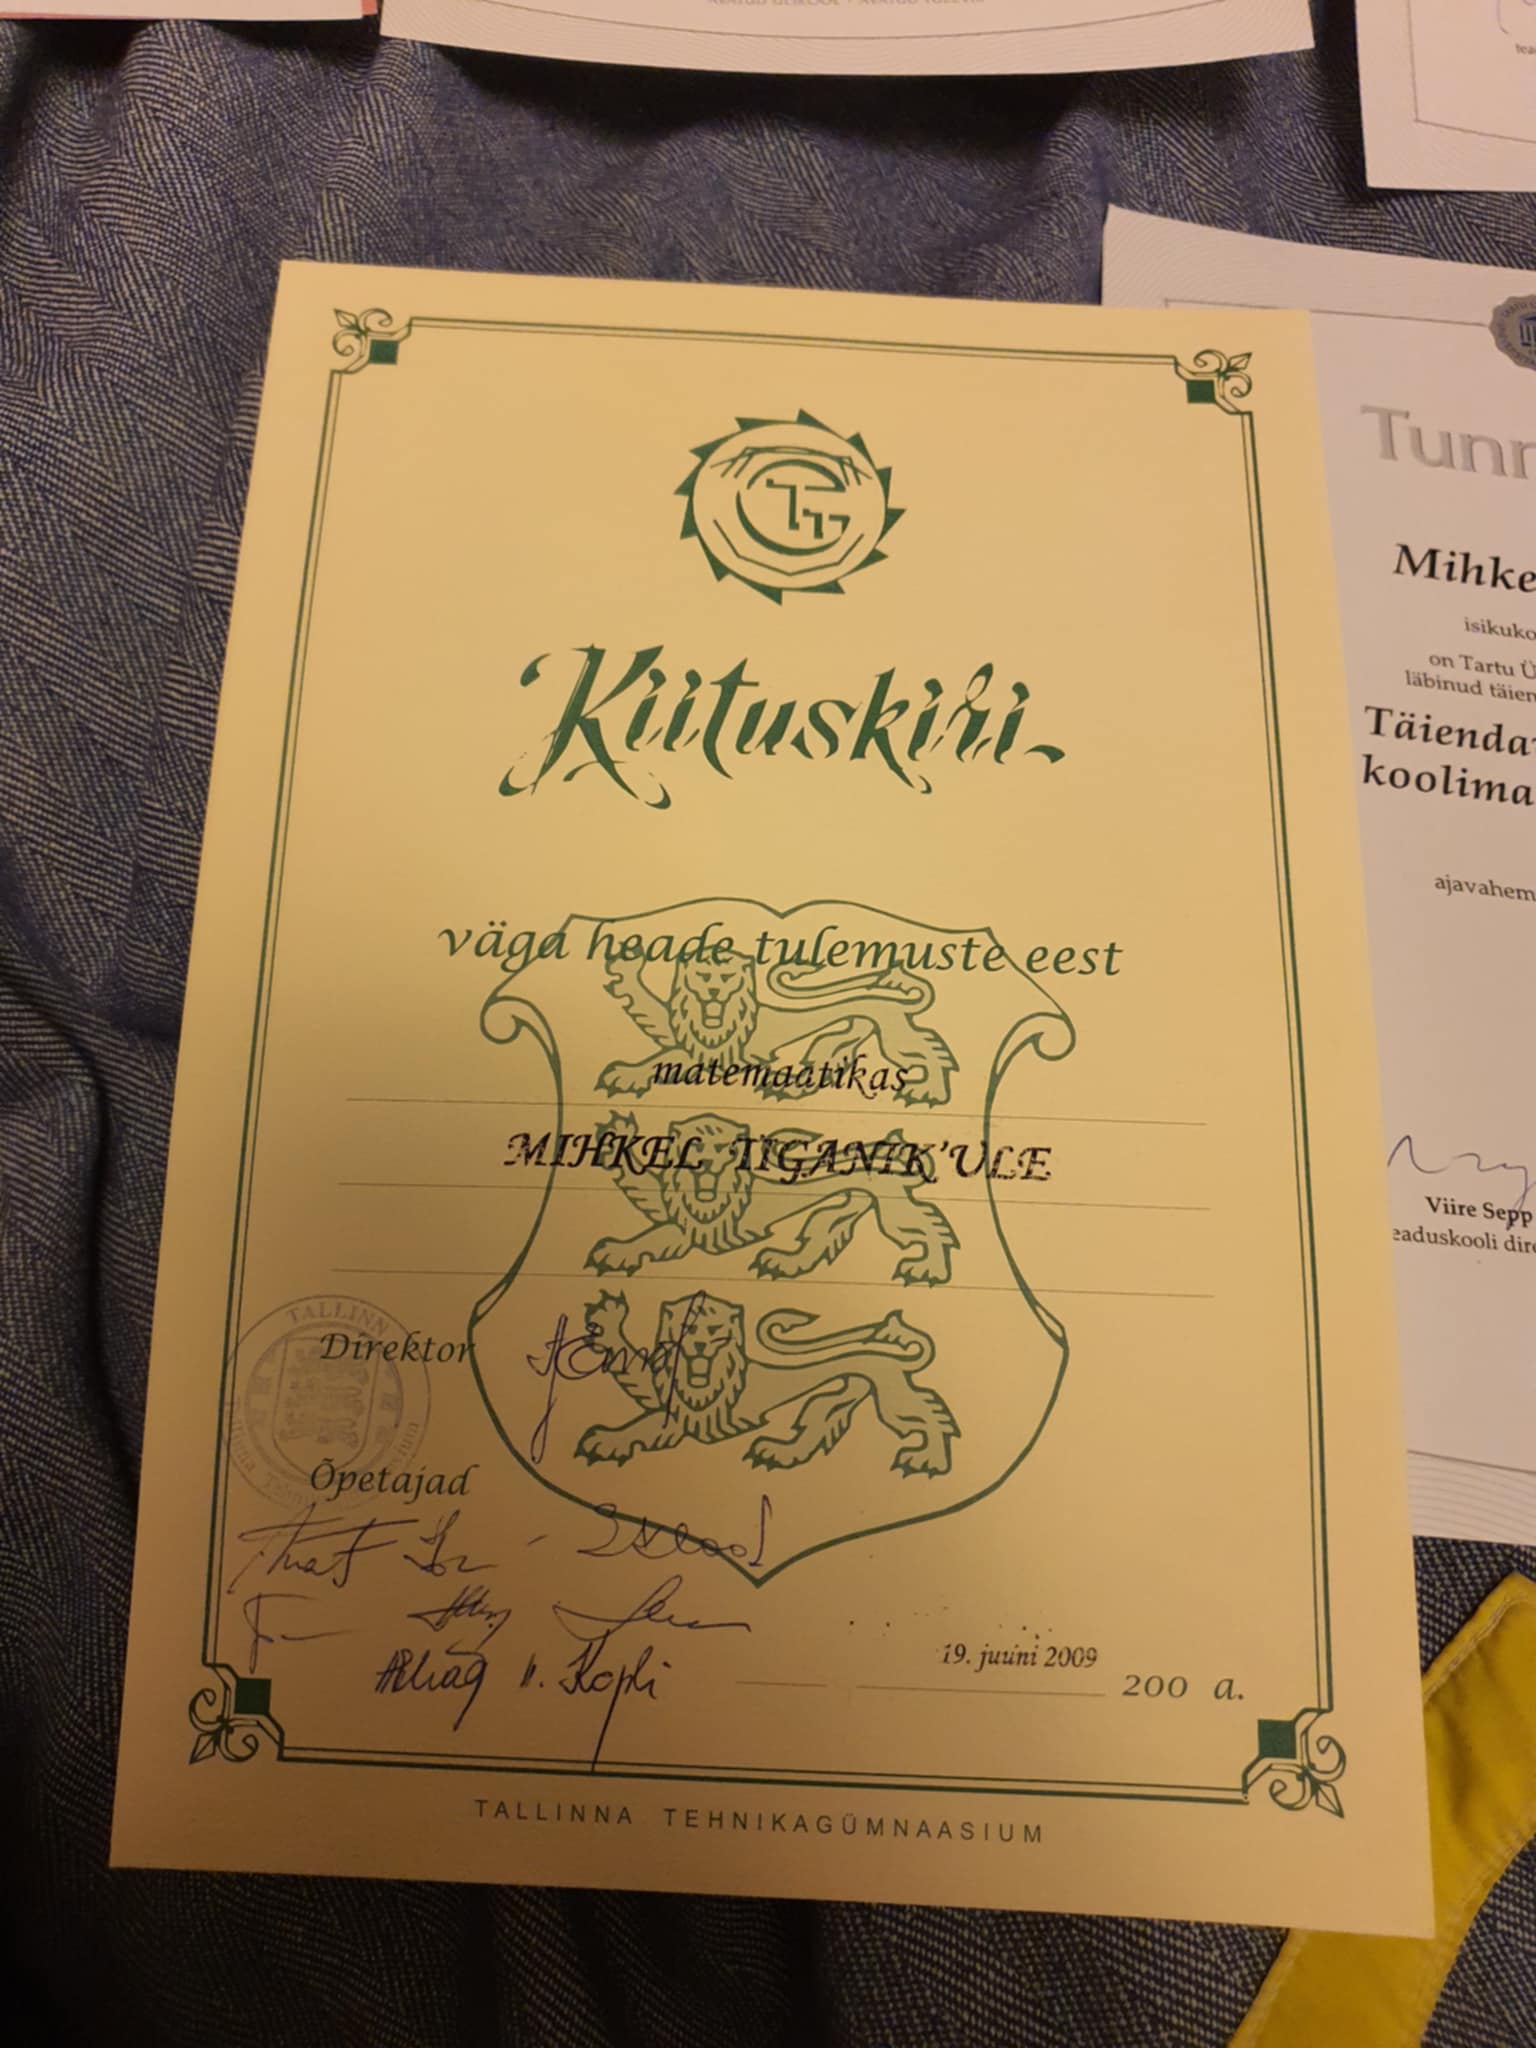 Kiituskiri
väga heade tulemuste eest
matemaatikas
MIHKEL TIGANIK'ULE
TALLINN
Direktor
Õpetajad
19. juuni 2009
200 a.
TALLINNA TEHNIKAGÜMNAASIUM
Tunn
Mihke
isikuko
on Tartu Ü
läbinud täien
Täienda
koolima
ajavahem
Viire Sepp
eaduskooli dire